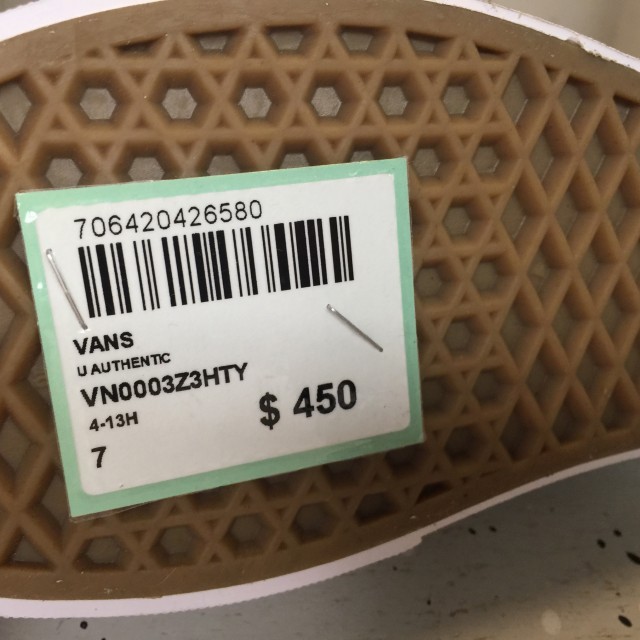 706420426580
VANS
U AUTHENTIC
VN0003Z3HTY
4-13H
$ 450
7